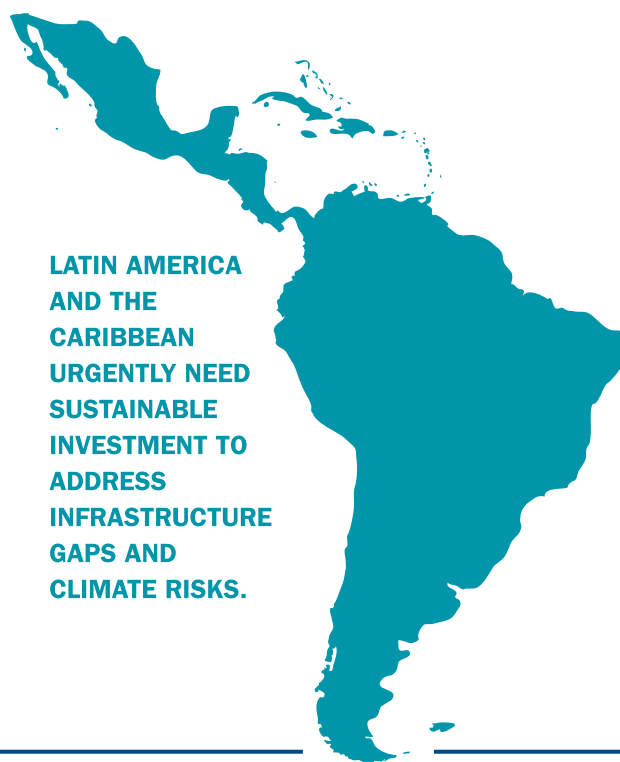 LATIN AMERICA
AND THE
CARIBBEAN
URGENTLY NEED
SUSTAINABLE
INVESTMENT TO
ADDRESS
INFRASTRUCTURE
GAPS AND
CLIMATE RISKS.